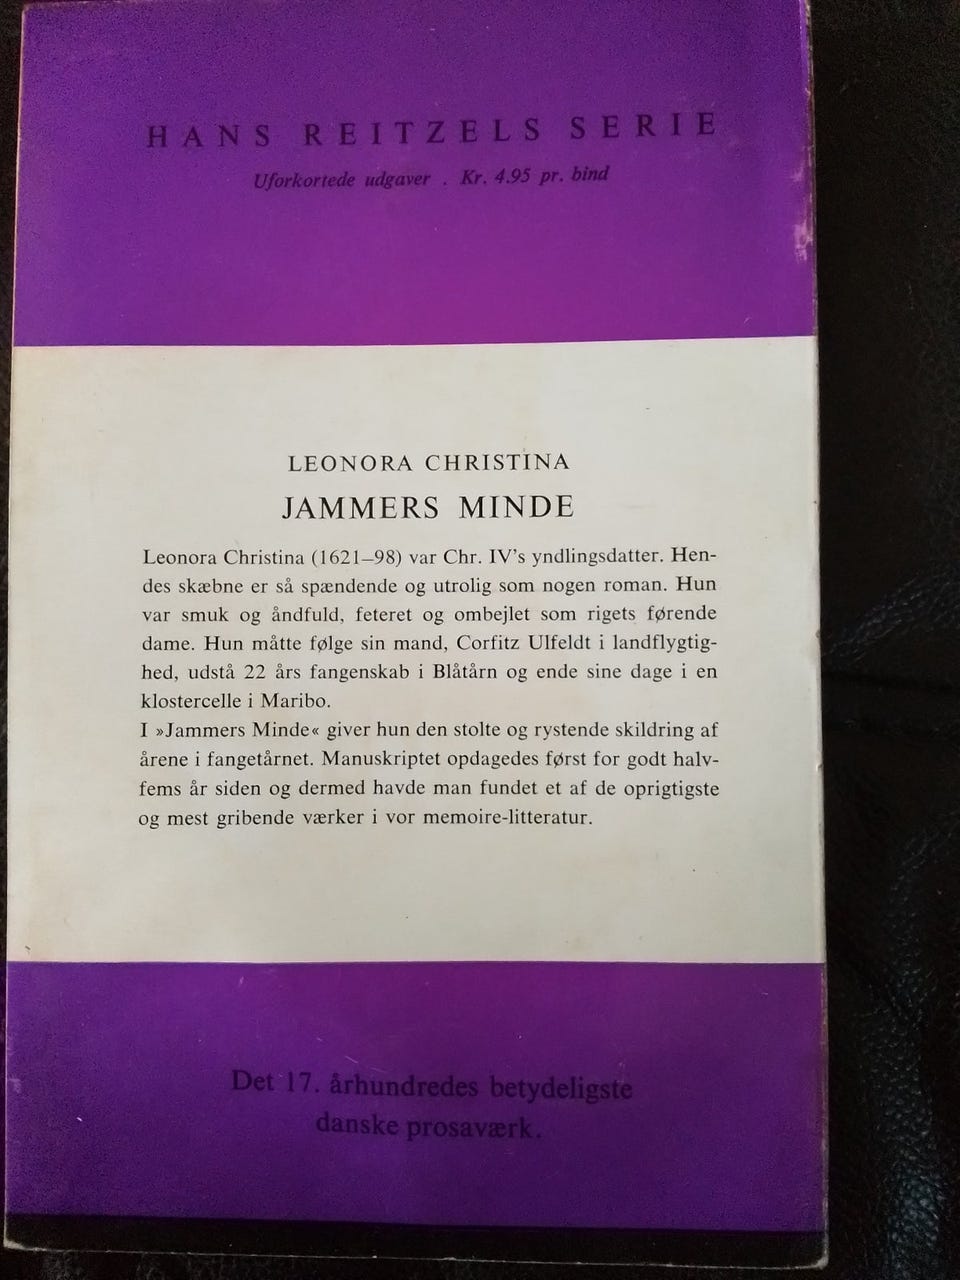 HANS REITZELS SERIE
Uforkortede udgaver . Kr. 4.95 pr. bind
LEONORA CHRISTINA
JAMMERS MINDE
Leonora Christina (1621–98) var Chr. IV's yndlingsdatter. Hen-
des skæbne er så spændende og utrolig som nogen roman. Hun
var smuk og åndfuld, feteret og ombejlet som rigets førende
dame. Hun måtte følge sin mand, Corfitz Ulfeldt i landflygtig-
hed, udstå 22 års fangenskab i Blåtårn og ende sine dage i en
klostercelle i Maribo.
I »Jammers Minde« giver hun den stolte og rystende skildring af
årene i fangetårnet. Manuskriptet opdagedes først for godt halv-
fems år siden og dermed havde man fundet et af de oprigtigste
og mest gribende værker i vor memoire-litteratur.
Det 17. århundredes betydeligste
danske prosaværk.